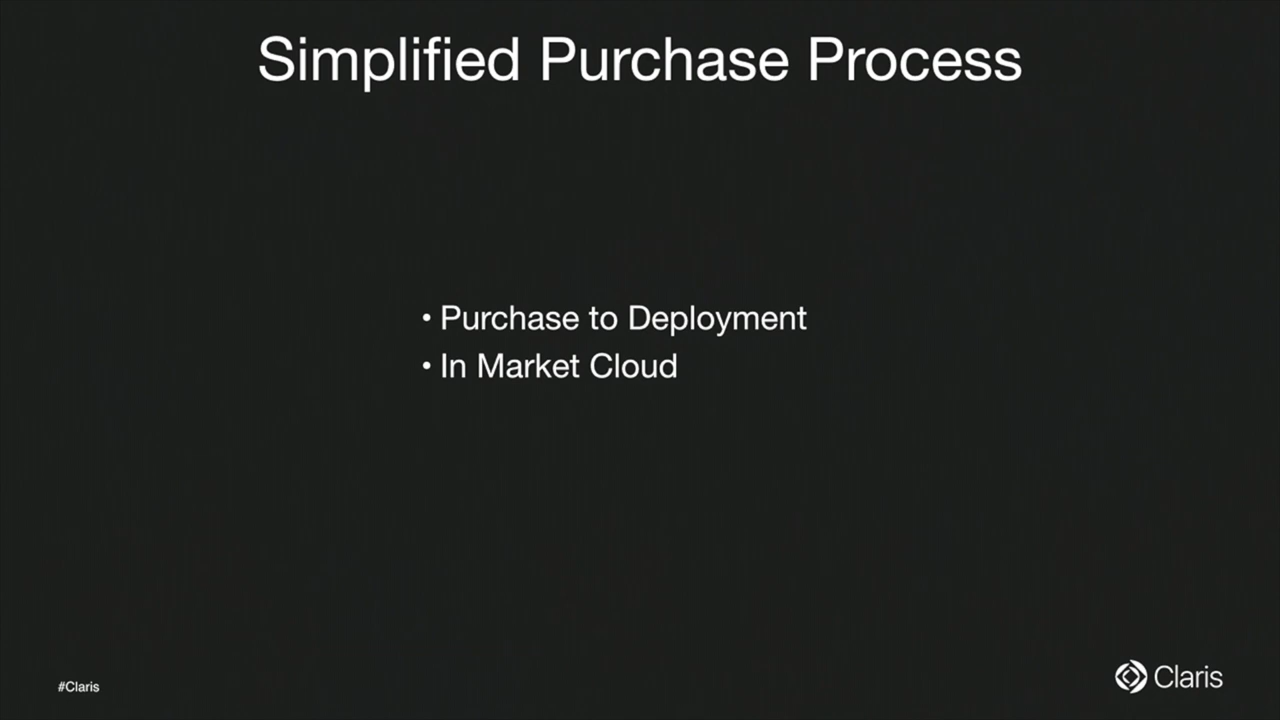 Simplified Purchase Process
• Purchase to Deployment
• In Market Cloud
#Claris
Claris